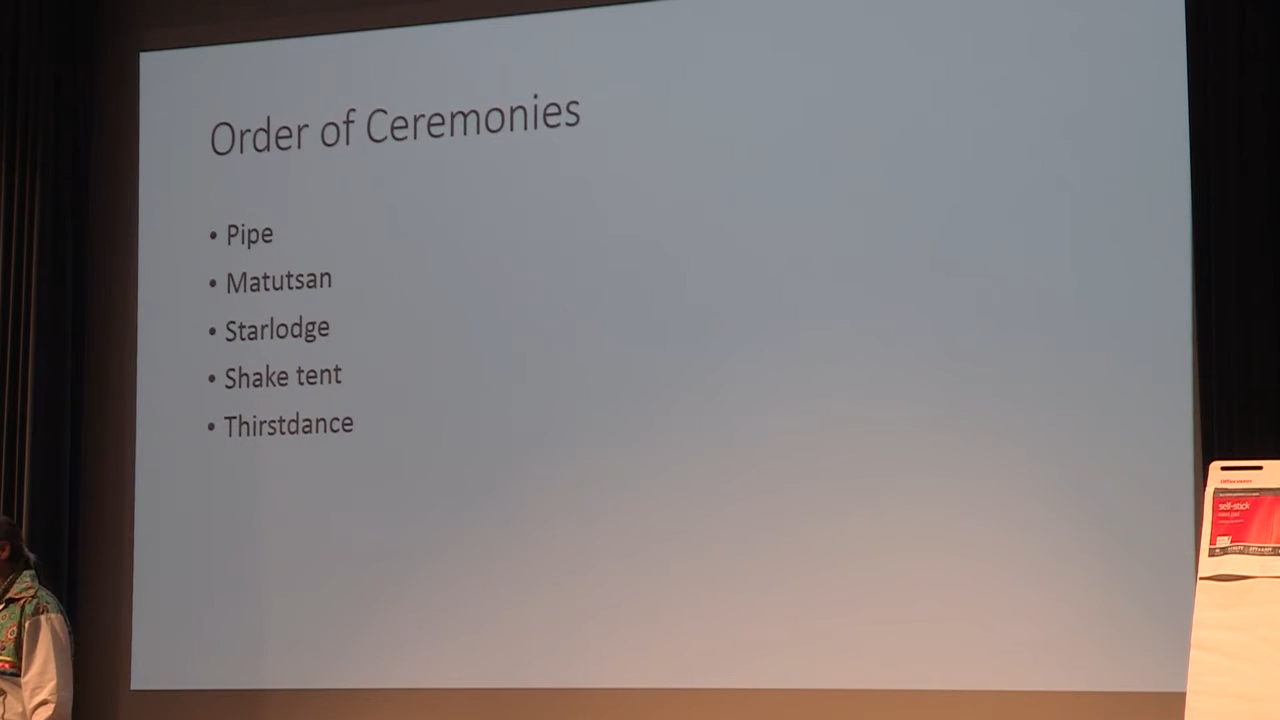 Order of Ceremonies
• Pipe
• Matutsan
• Starlodge
• Shake tent
• Thirstdance
self-stick